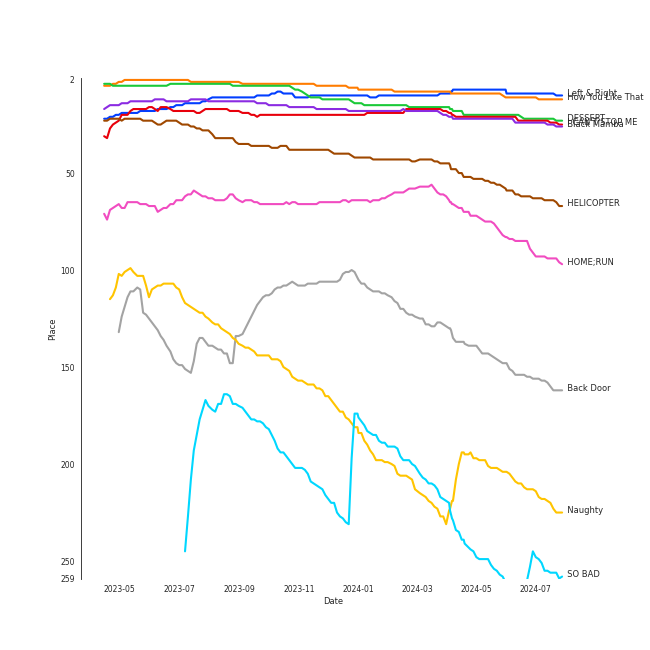 2
50
100
150
200
250
259
Place
2023-05
2023-07
2023-09
2023-11
2024-01
2024-03
2024-05
2024-07
Date
Left & Right
How You Like That
DESSERT
Black Mamba
HELICOPTER
HOME;RUN
Back Door
Naughty
SO BAD